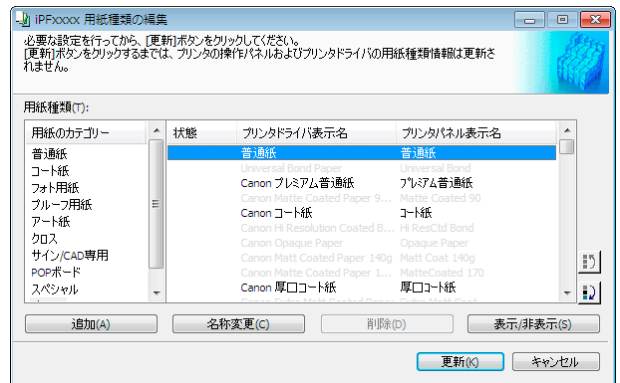 iPFxxxx 用紙種類の編集
必要な設定を行ってから、[更新]ボタンをクリックしてください。
[更新]ボタンをクリックするまでは、プリンタの操作パネルおよびプリンタドライバの用紙種類情報は更新さ
れません。
用紙種類(T):
用紙のカテゴリー
普通紙
コート紙
フォト用紙
プルーフ用紙
アート紙
クロス
サイン/CAD専用
POPボード
スペシャル
状態 プリンタドライバ表示名 プリンタパネル表示名
普通紙 普通紙
Universal Bond Paper Universal Bond
Canon プレミアム普通紙 プレミアム普通紙
Canon Matte Coated Paper 9... Matte Coated 90
Canon コート紙 コート紙
Canon Hi Resolution Coated B... Hi ResCtd Bond
Canon Opaque Paper Opaque Paper
Canon Matt Coated Paper 140g Matt Coat 140g
Canon Matte Coated Paper 1... MatteCoated 170
Canon 厚口コート紙 厚口コート紙
追加(A) 名称変更(C) 削除(D) 表示/非表示(S)
更新(K) キャンセル